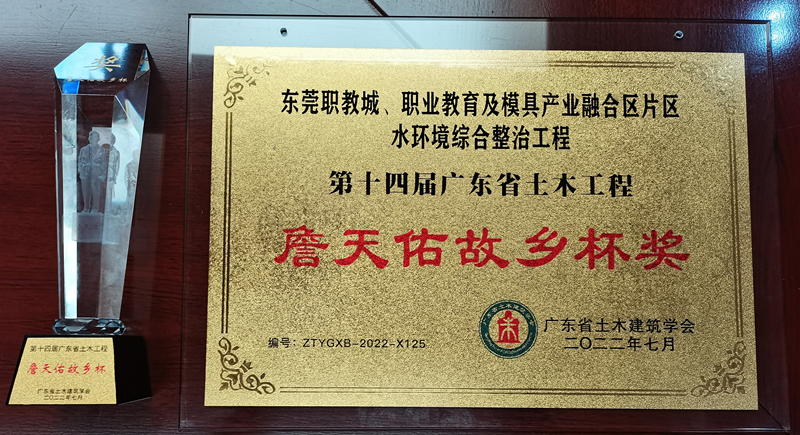 奖
第十四届广东省土木工程
詹天佑故乡杯
广东省土木建筑学会
二〇二二年七月
东莞职教城、职业教育及模具产业融合区片区
水环境综合整治工程
第十四届广东省土木工程
詹天佑故乡杯奖
编号：ZTYGXB-2022-X125
广东省土木建筑学会
二〇二二年七月